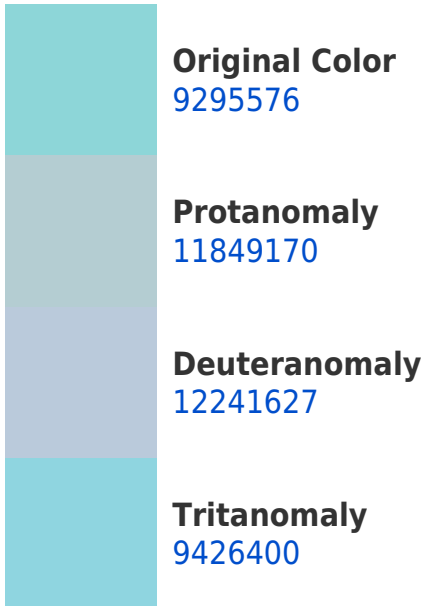 Original Color
9295576
Protanomaly
11849170
Deuteranomaly
12241627
Tritanomaly
9426400